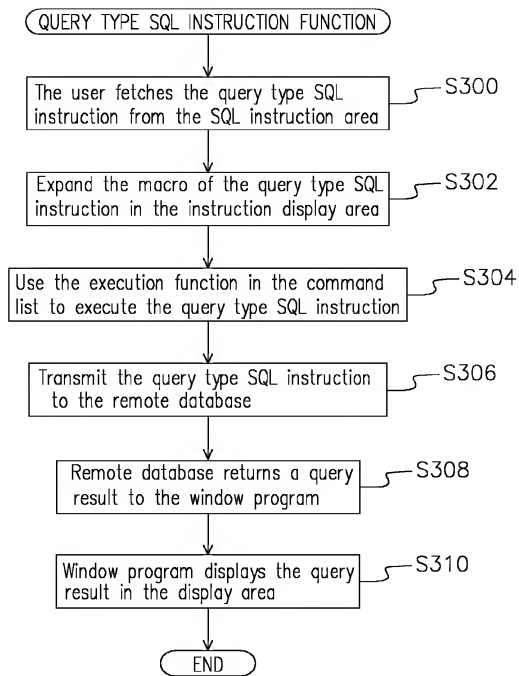 QUERY TYPE SQL INSTRUCTION FUNCTION
The user fetches the query type SQL
instruction from the SQL instruction area
S300
Expand the macro of the query type SQL
instruction in the instruction display area
S302
Use the execution function in the command
list to execute the query type SQL instruction
S304
Transmit the query type SQL instruction
to the remote database
S306
Remote database returns a query
result to the window program
S308
Window program displays the query
result in the display area
S310
END